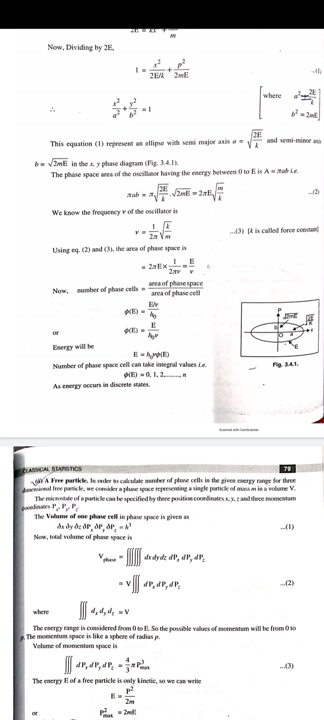 2E = kx² + 
m
Now, Dividing by 2E,
1 = x²/2E/k + p²/2mE ...(1)
∴ x²/a² + y²/b² = 1 [where a² = 2E/k
b² = 2mE]
This equation (1) represent an ellipse with semi major axis a = √(2E/k) and semi-minor axis
b = √2mE in the x, y phase diagram (Fig. 3.4.1).
The phase space area of the oscillator having the energy between 0 to E is A = πab i.e.
πab = π√(2E/k) . √2mE = 2πE√(m/k) ...(2)
We know the frequency ν of the oscillator is
ν = 1/2π √(k/m) ...(3) [k is called force constant]
Using eq. (2) and (3), the area of phase space is
= 2πE × 1/2πν = E/ν
Now, number of phase cells = area of phase space/area of phase cell
ϕ(E) = E/ν/h₀
or ϕ(E) = E/h₀ν
Energy will be
E = h₀νϕ(E)
Number of phase space cell can take integral values i.e.
ϕ(E) = 0, 1, 2,........, n
As energy occurs in discrete states.
P
√2mE
b
a
O
X
E
Fig. 3.4.1.
Scanned with CamScanner
CLASSICAL STATISTICS 79
(ii) A Free particle. In order to calculate number of phase cells in the given energy range for three
dimensional free particle, we consider a phase space representing a single particle of mass m in a volume V.
The microstate of a particle can be specified by three position coordinates x, y, z and three momentum
coordinates Pₓ, Pᵧ, P_z.
The Volume of one phase cell in phase space is given as
δx δy δz δPₓ δPᵧ δP_z = h³ ...(1)
Now, total volume of phase space is
V_phase = ∫∫∫∫∫∫ dx dy dz dPₓ dPᵧ dP_z
= V ∫∫∫ dPₓ dPᵧ dP_z ...(2)
where ∫∫∫ dₓ dᵧ d_z = V
The energy range is considered from 0 to E. So the possible values of momentum will be from 0 to
p. The momentum space is like a sphere of radius p.
Volume of momentum space is
∫∫∫ dPₓ dPᵧ dP_z = 4/3 π P³_max ...(3)
The energy E of a free particle is only kinetic, so we can write
E = P²/2m
or P²_max = 2mE